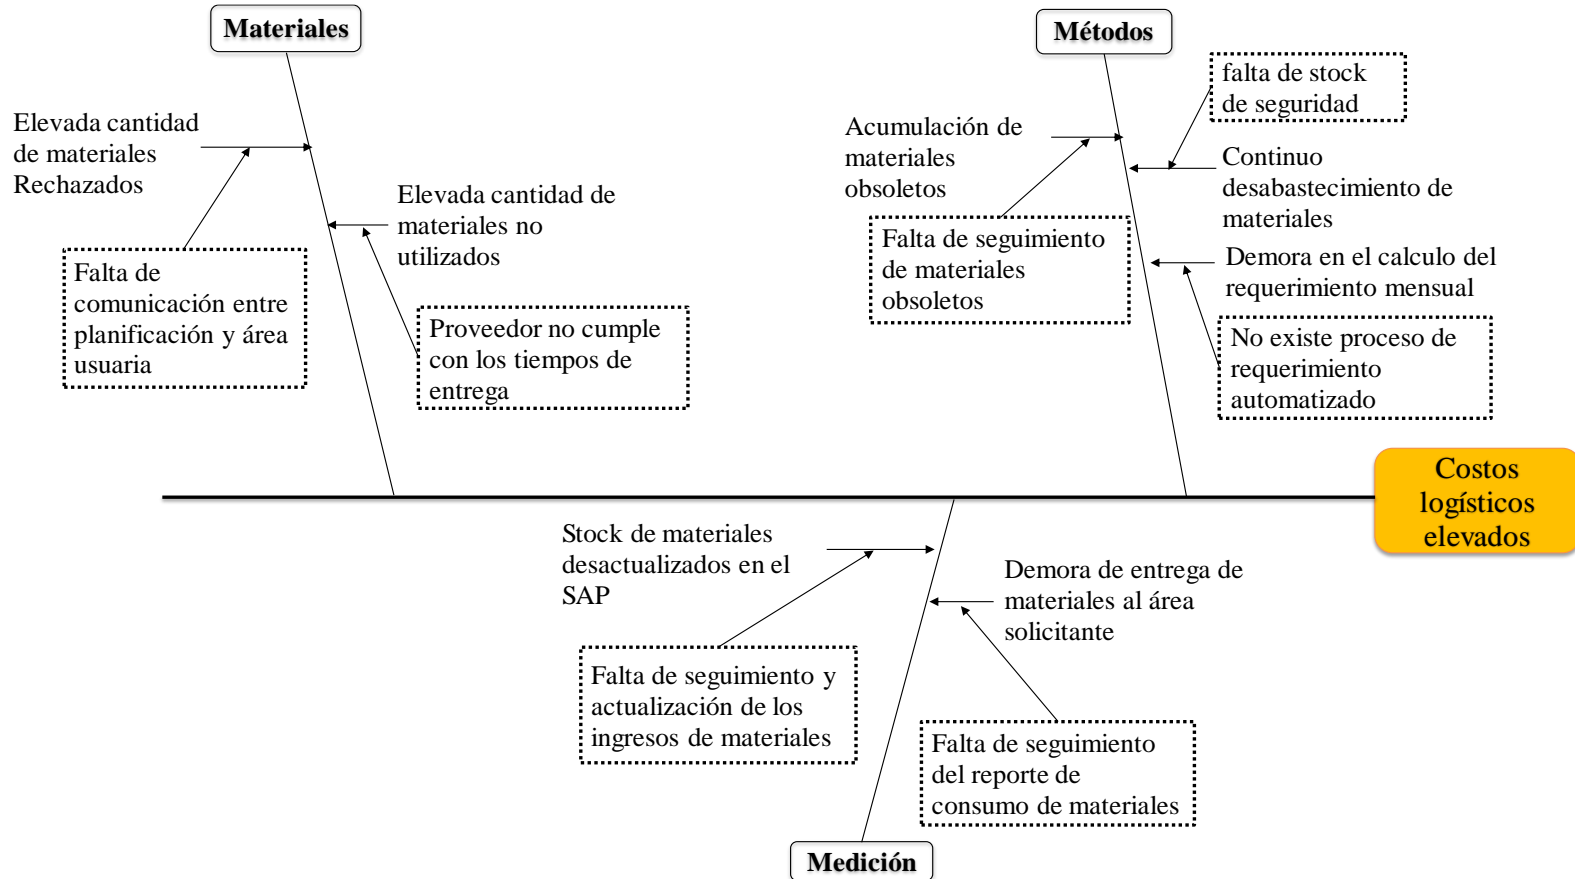 Materiales
Métodos
Elevada cantidad
de materiales
Rechazados
Falta de
comunicación entre
planificación y área
usuaria
Elevada cantidad de
materiales no
utilizados
Proveedor no cumple
con los tiempos de
entrega
Acumulación de
materiales
obsoletos
Falta de seguimiento
de materiales
obsoletos
falta de stock
de seguridad
Continuo
desabastecimiento de
materiales
Demora en el calculo del
requerimiento mensual
No existe proceso de
requerimiento
automatizado
Costos
logísticos
elevados
Stock de materiales
desactualizados en el
SAP
Falta de seguimiento y
actualización de los
ingresos de materiales
Demora de entrega de
materiales al área
solicitante
Falta de seguimiento
del reporte de
consumo de materiales
Medición